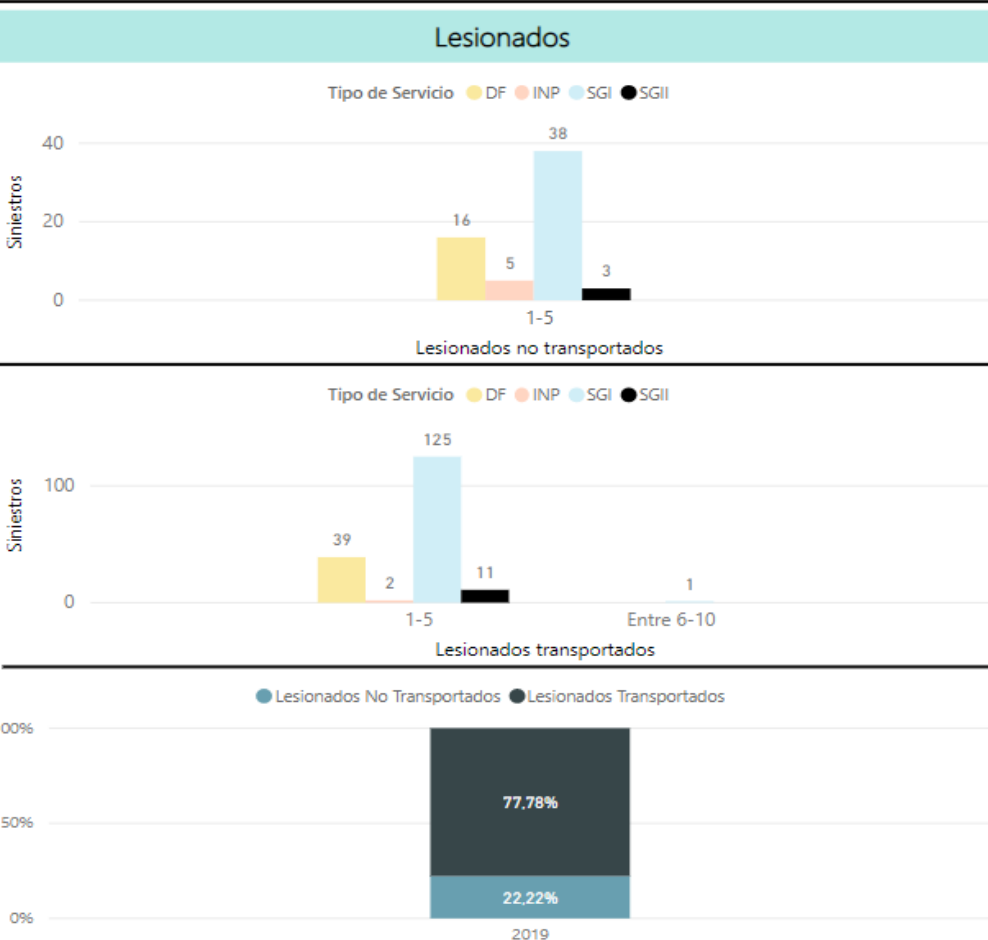 Lesionados
Tipo de Servicio DF INP SGI SGII
38
40
16
20
5
3
0
Siniestros
1-5
Lesionados no transportados
Tipo de Servicio DF INP SGI SGII
125
100
39
2
11
1
0
Siniestros
1-5 Entre 6-10
Lesionados transportados
Lesionados No Transportados Lesionados Transportados
00%
77,78%
50%
22,22%
0%
2019